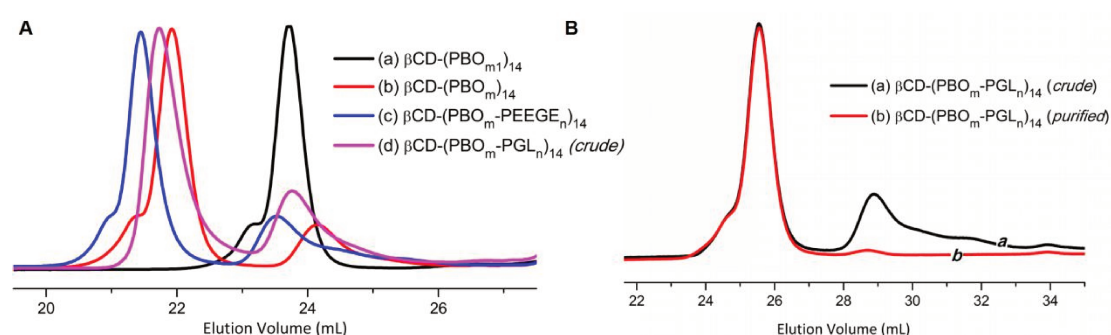 A
(a) βCD-(PBOm1)14
(b) βCD-(PBOm)14
(c) βCD-(PBOm-PEEGEn)14
(d) βCD-(PBOm-PGLn)14 (crude)
20 22 24 26
Elution Volume (mL)
B
(a) βCD-(PBOm-PGLn)14 (crude)
(b) βCD-(PBOm-PGLn)14 (purified)
a
b
22 24 26 28 30 32 34
Elution Volume (mL)